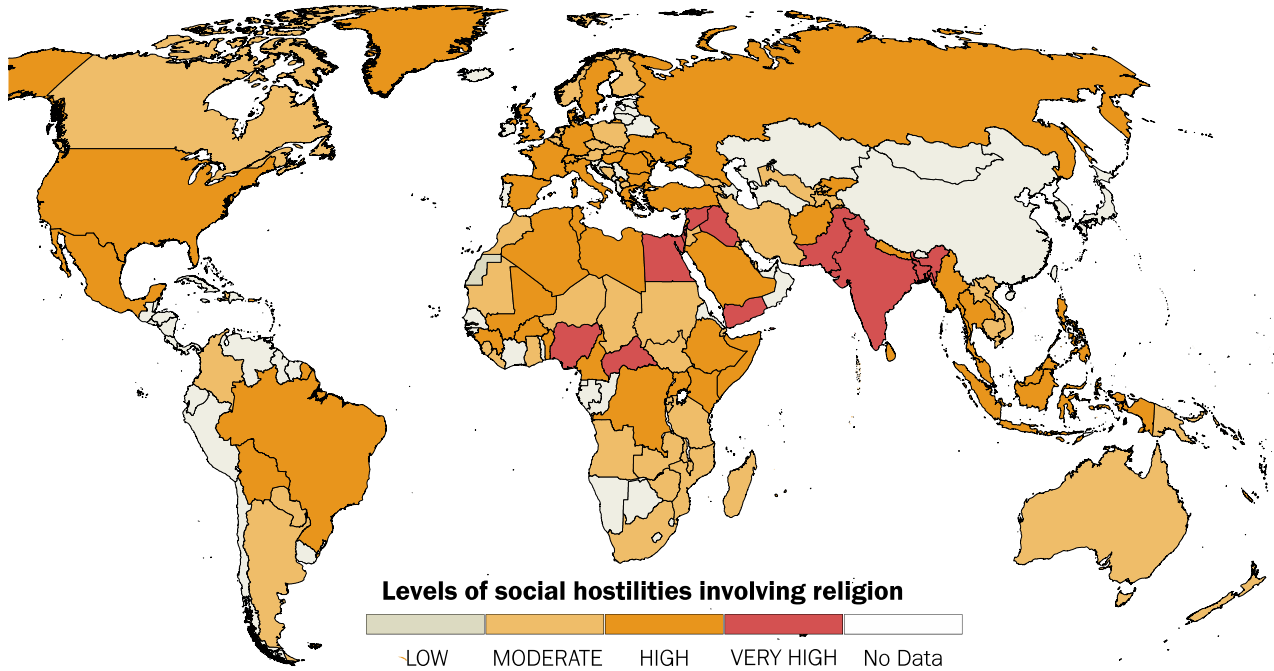 Levels of social hostilities involving religion
LOW MODERATE HIGH VERY HIGH No Data